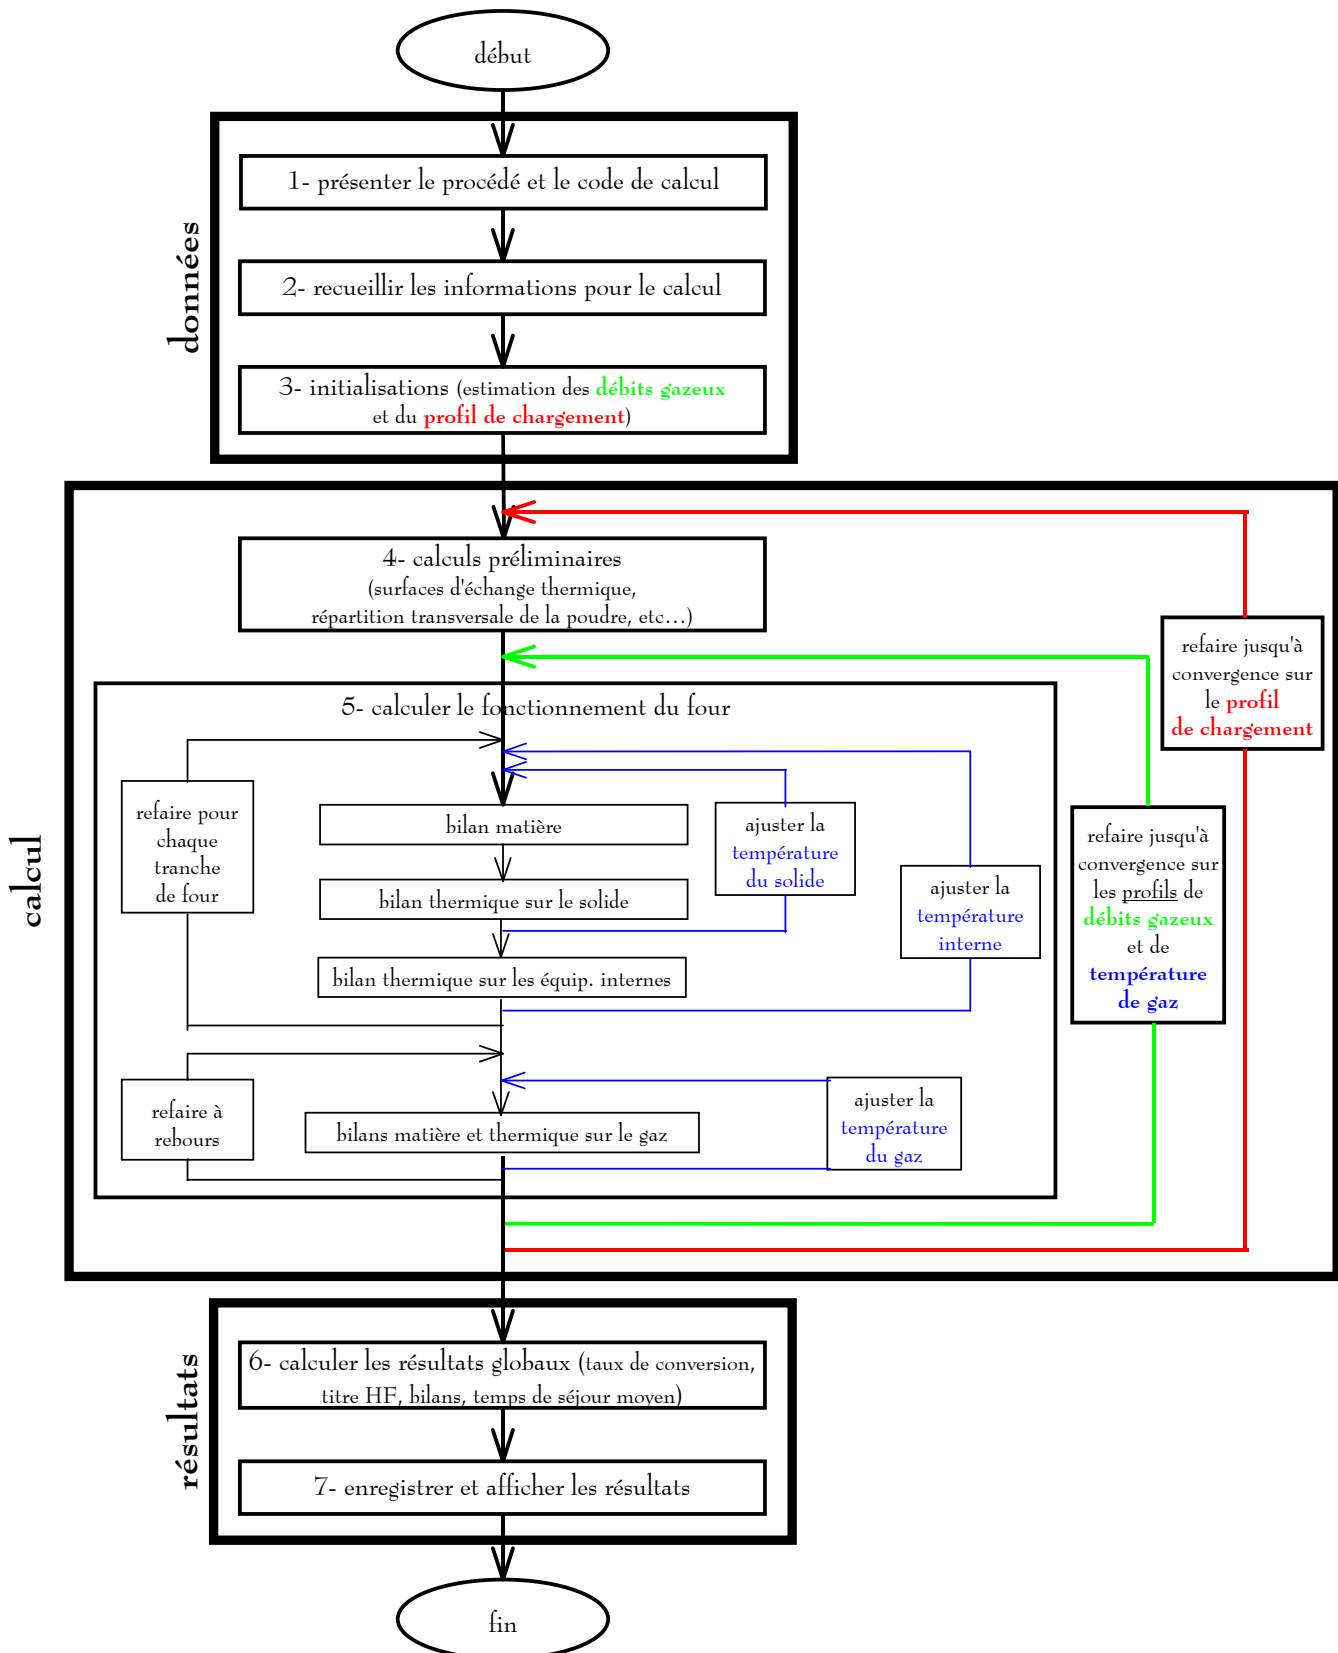 début
données
1- présenter le procédé et le code de calcul
2- recueillir les informations pour le calcul
3- initialisations (estimation des débits gazeux
et du profil de chargement)
calcul
4- calculs préliminaires
(surfaces d'échange thermique,
répartition transversale de la poudre, etc...)
refaire jusqu'à
convergence sur
le profil
de chargement
5- calculer le fonctionnement du four
refaire pour
chaque
tranche
de four
bilan matière
bilan thermique sur le solide
bilan thermique sur les équip. internes
ajuster la
température
du solide
ajuster la
température
interne
refaire jusqu'à
convergence sur
les profils de
débits gazeux
et de
température
de gaz
refaire à
rebours
bilans matière et thermique sur le gaz
ajuster la
température
du gaz
résultats
6- calculer les résultats globaux (taux de conversion,
titre HF, bilans, temps de séjour moyen)
7- enregistrer et afficher les résultats
fin